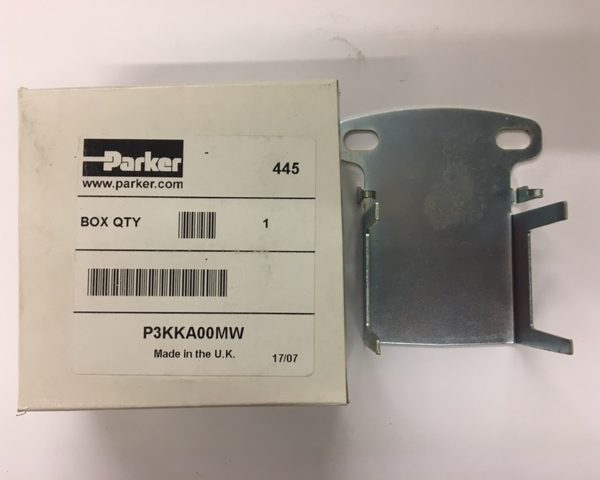 Parker
445
www.parker.com
BOX QTY 1
P3KKA00MW
Made in the U.K. 17/07